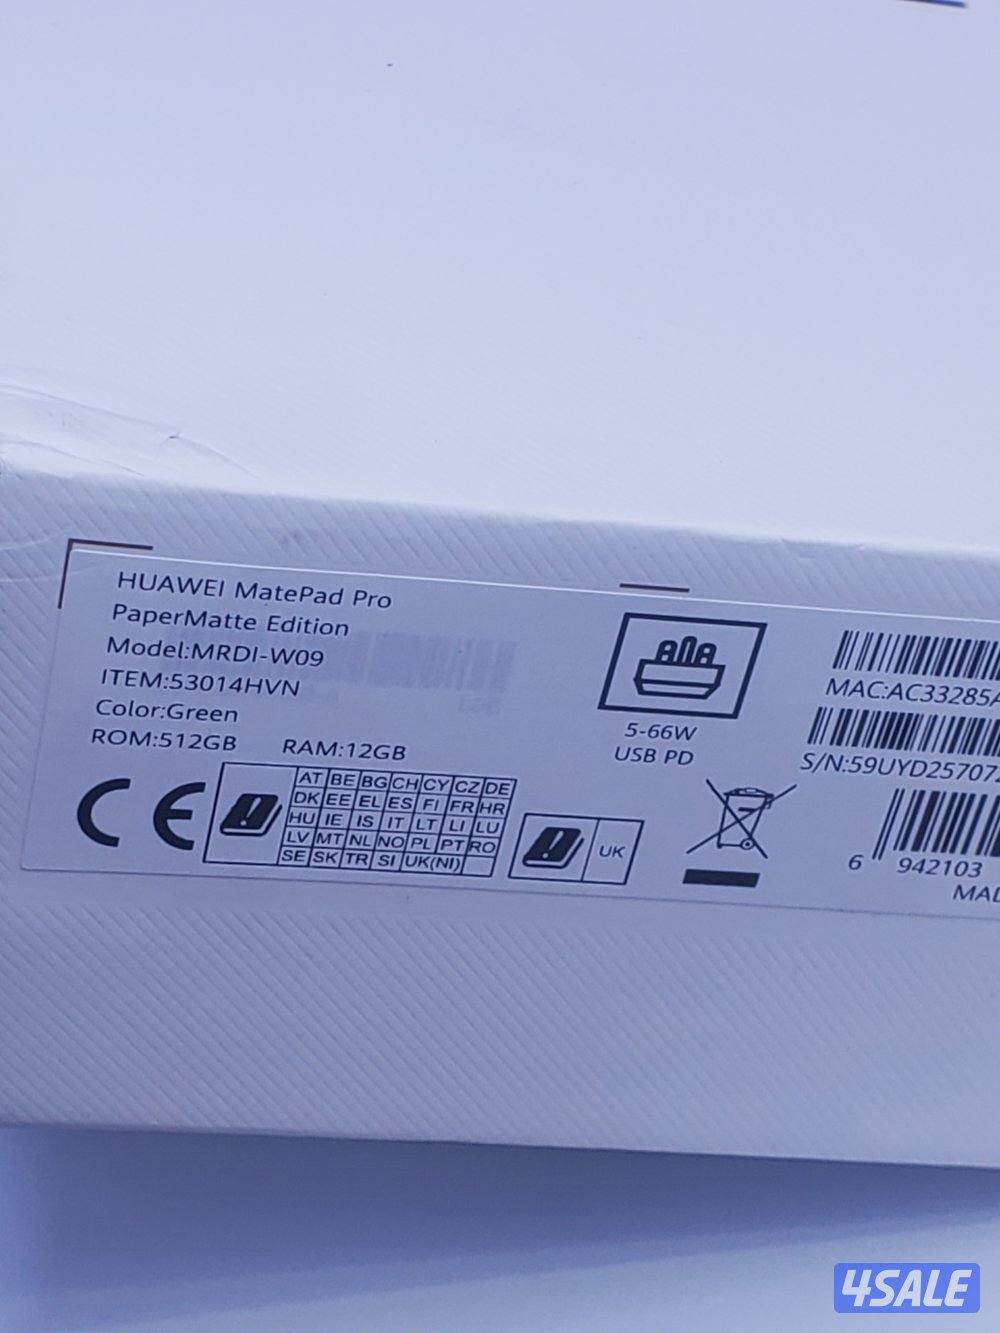 HUAWEI MatePad Pro
PaperMatte Edition
Model:MRDI-W09
ITEM:53014HVN
Color:Green
ROM:512GB RAM:12GB
5-66W
USB PD
MAC:AC33285
S/N:59UYD25707
AT BE BG CH CY CZ DE
DK EE EL ES FI FR HR
HU IE IS IT LT LI LU
LV MT NL NO PL PT RO
SE SK TR SI UK(NI)
UK
6 942103
MAD
4SALE